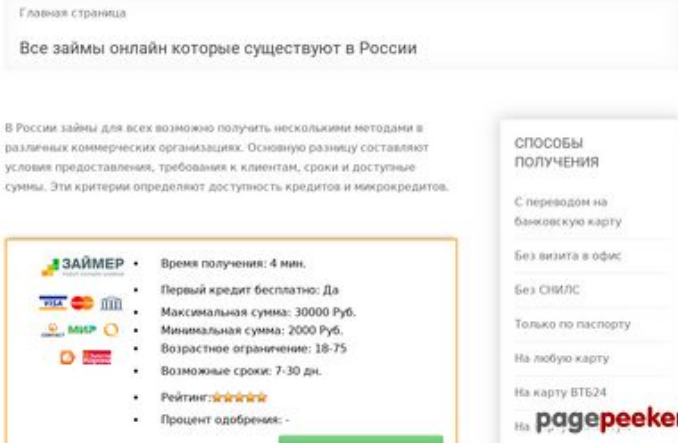 Главная страница
Все займы онлайн которые существуют в России
В России займы для всех возможно получить несколькими методами в
различных коммерческих организациях. Основную разницу составляют
условия предоставления, требования к клиентам, сроки и доступные
суммы. Эти критерии определяют доступность кредитов и микрокредитов.
ЗАЙМЕР
VISA
CONTACT МИР
• Время получения: 4 мин.
• Первый кредит бесплатно: Да
• Максимальная сумма: 30000 Руб.
• Минимальная сумма: 2000 Руб.
• Возрастное ограничение: 18-75
• Возможные сроки: 7-30 дн.
• Рейтинг:
• Процент одобрения: -
СПОСОБЫ
ПОЛУЧЕНИЯ
С переводом на
банковскую карту
Без визита в офис
Без СНИЛС
Только по паспорту
На любую карту
На карту ВТБ24
На
pagepeeker